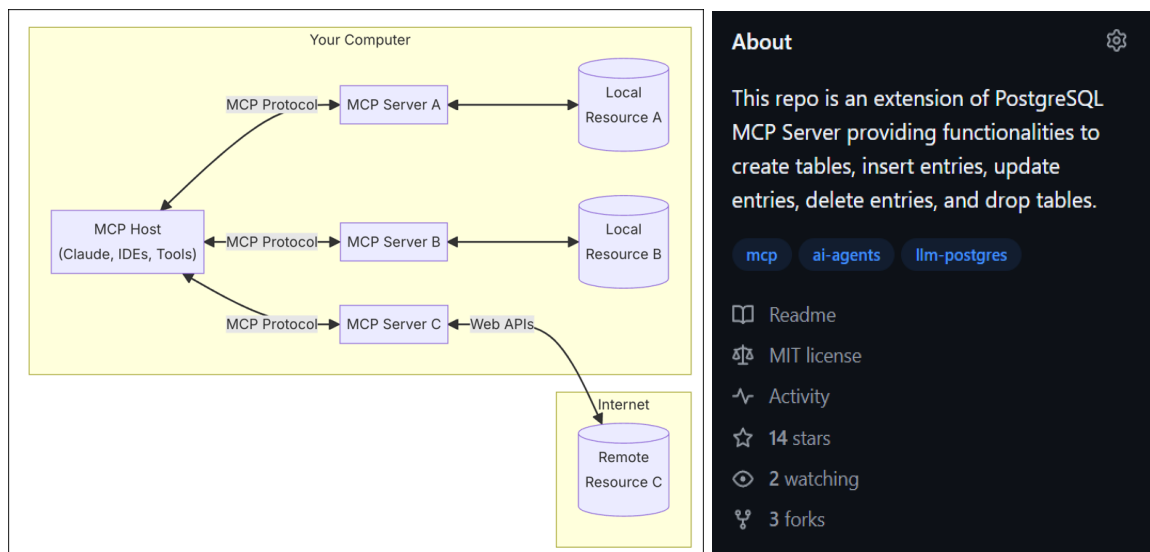 Your Computer
MCP Protocol
MCP Server A
Local
Resource A
MCP Host
(Claude, IDEs, Tools)
MCP Protocol
MCP Server B
Local
Resource B
MCP Protocol
MCP Server C
Web APIs
Internet
Remote
Resource C
About
This repo is an extension of PostgreSQL
MCP Server providing functionalities to
create tables, insert entries, update
entries, delete entries, and drop tables.
mcp ai-agents llm-postgres
Readme
MIT license
Activity
14 stars
2 watching
3 forks